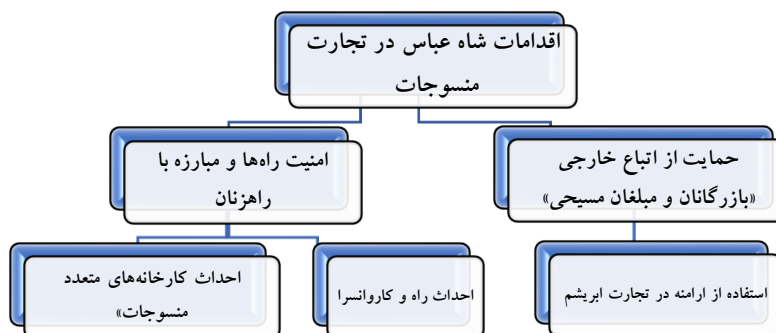 اقدامات شاه عباس در تجارت
منسوجات
حمایت از اتباع خارجی
«بازرگانان و مبلغان مسیحی»
امنیت راه‌ها و مبارزه با
راهزنان
استفاده از ارامنه در تجارت ابریشم
احداث راه و کاروانسرا
احداث کارخانه‌های متعدد
منسوجات»